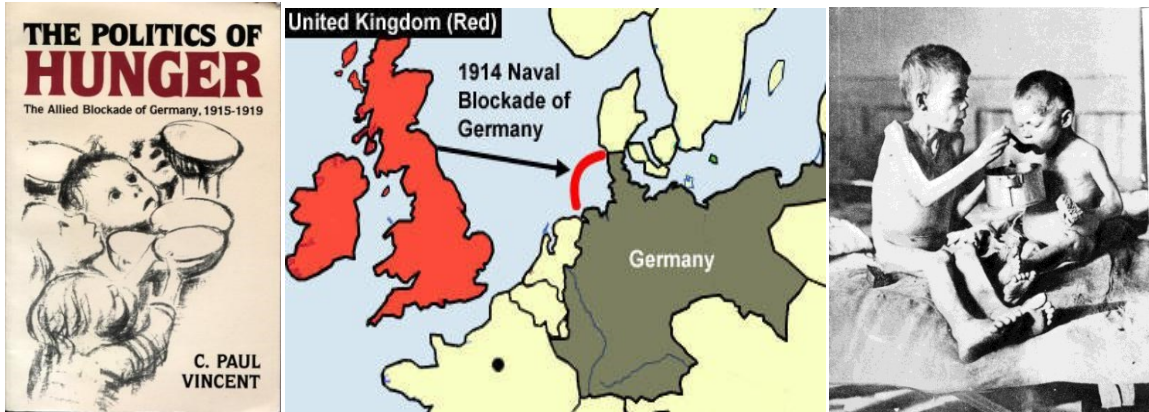 THE POLITICS OF
HUNGER
The Allied Blockade of Germany, 1915-1919
C. PAUL
VINCENT
United Kingdom (Red)
1914 Naval
Blockade of
Germany
Germany